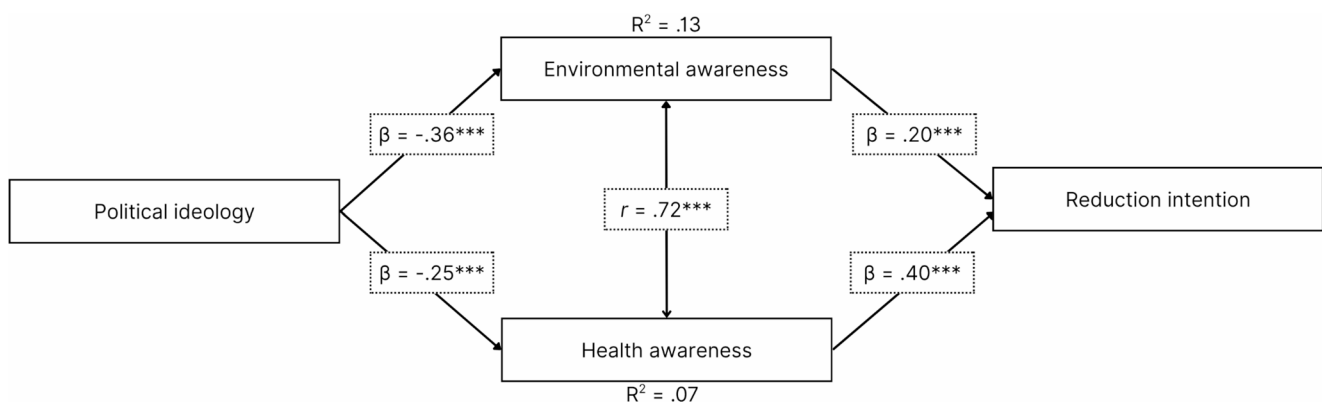 R² = .13
Environmental awareness
β = -.36***
β = .20***
Political ideology
r = .72***
Reduction intention
β = -.25***
β = .40***
Health awareness
R² = .07